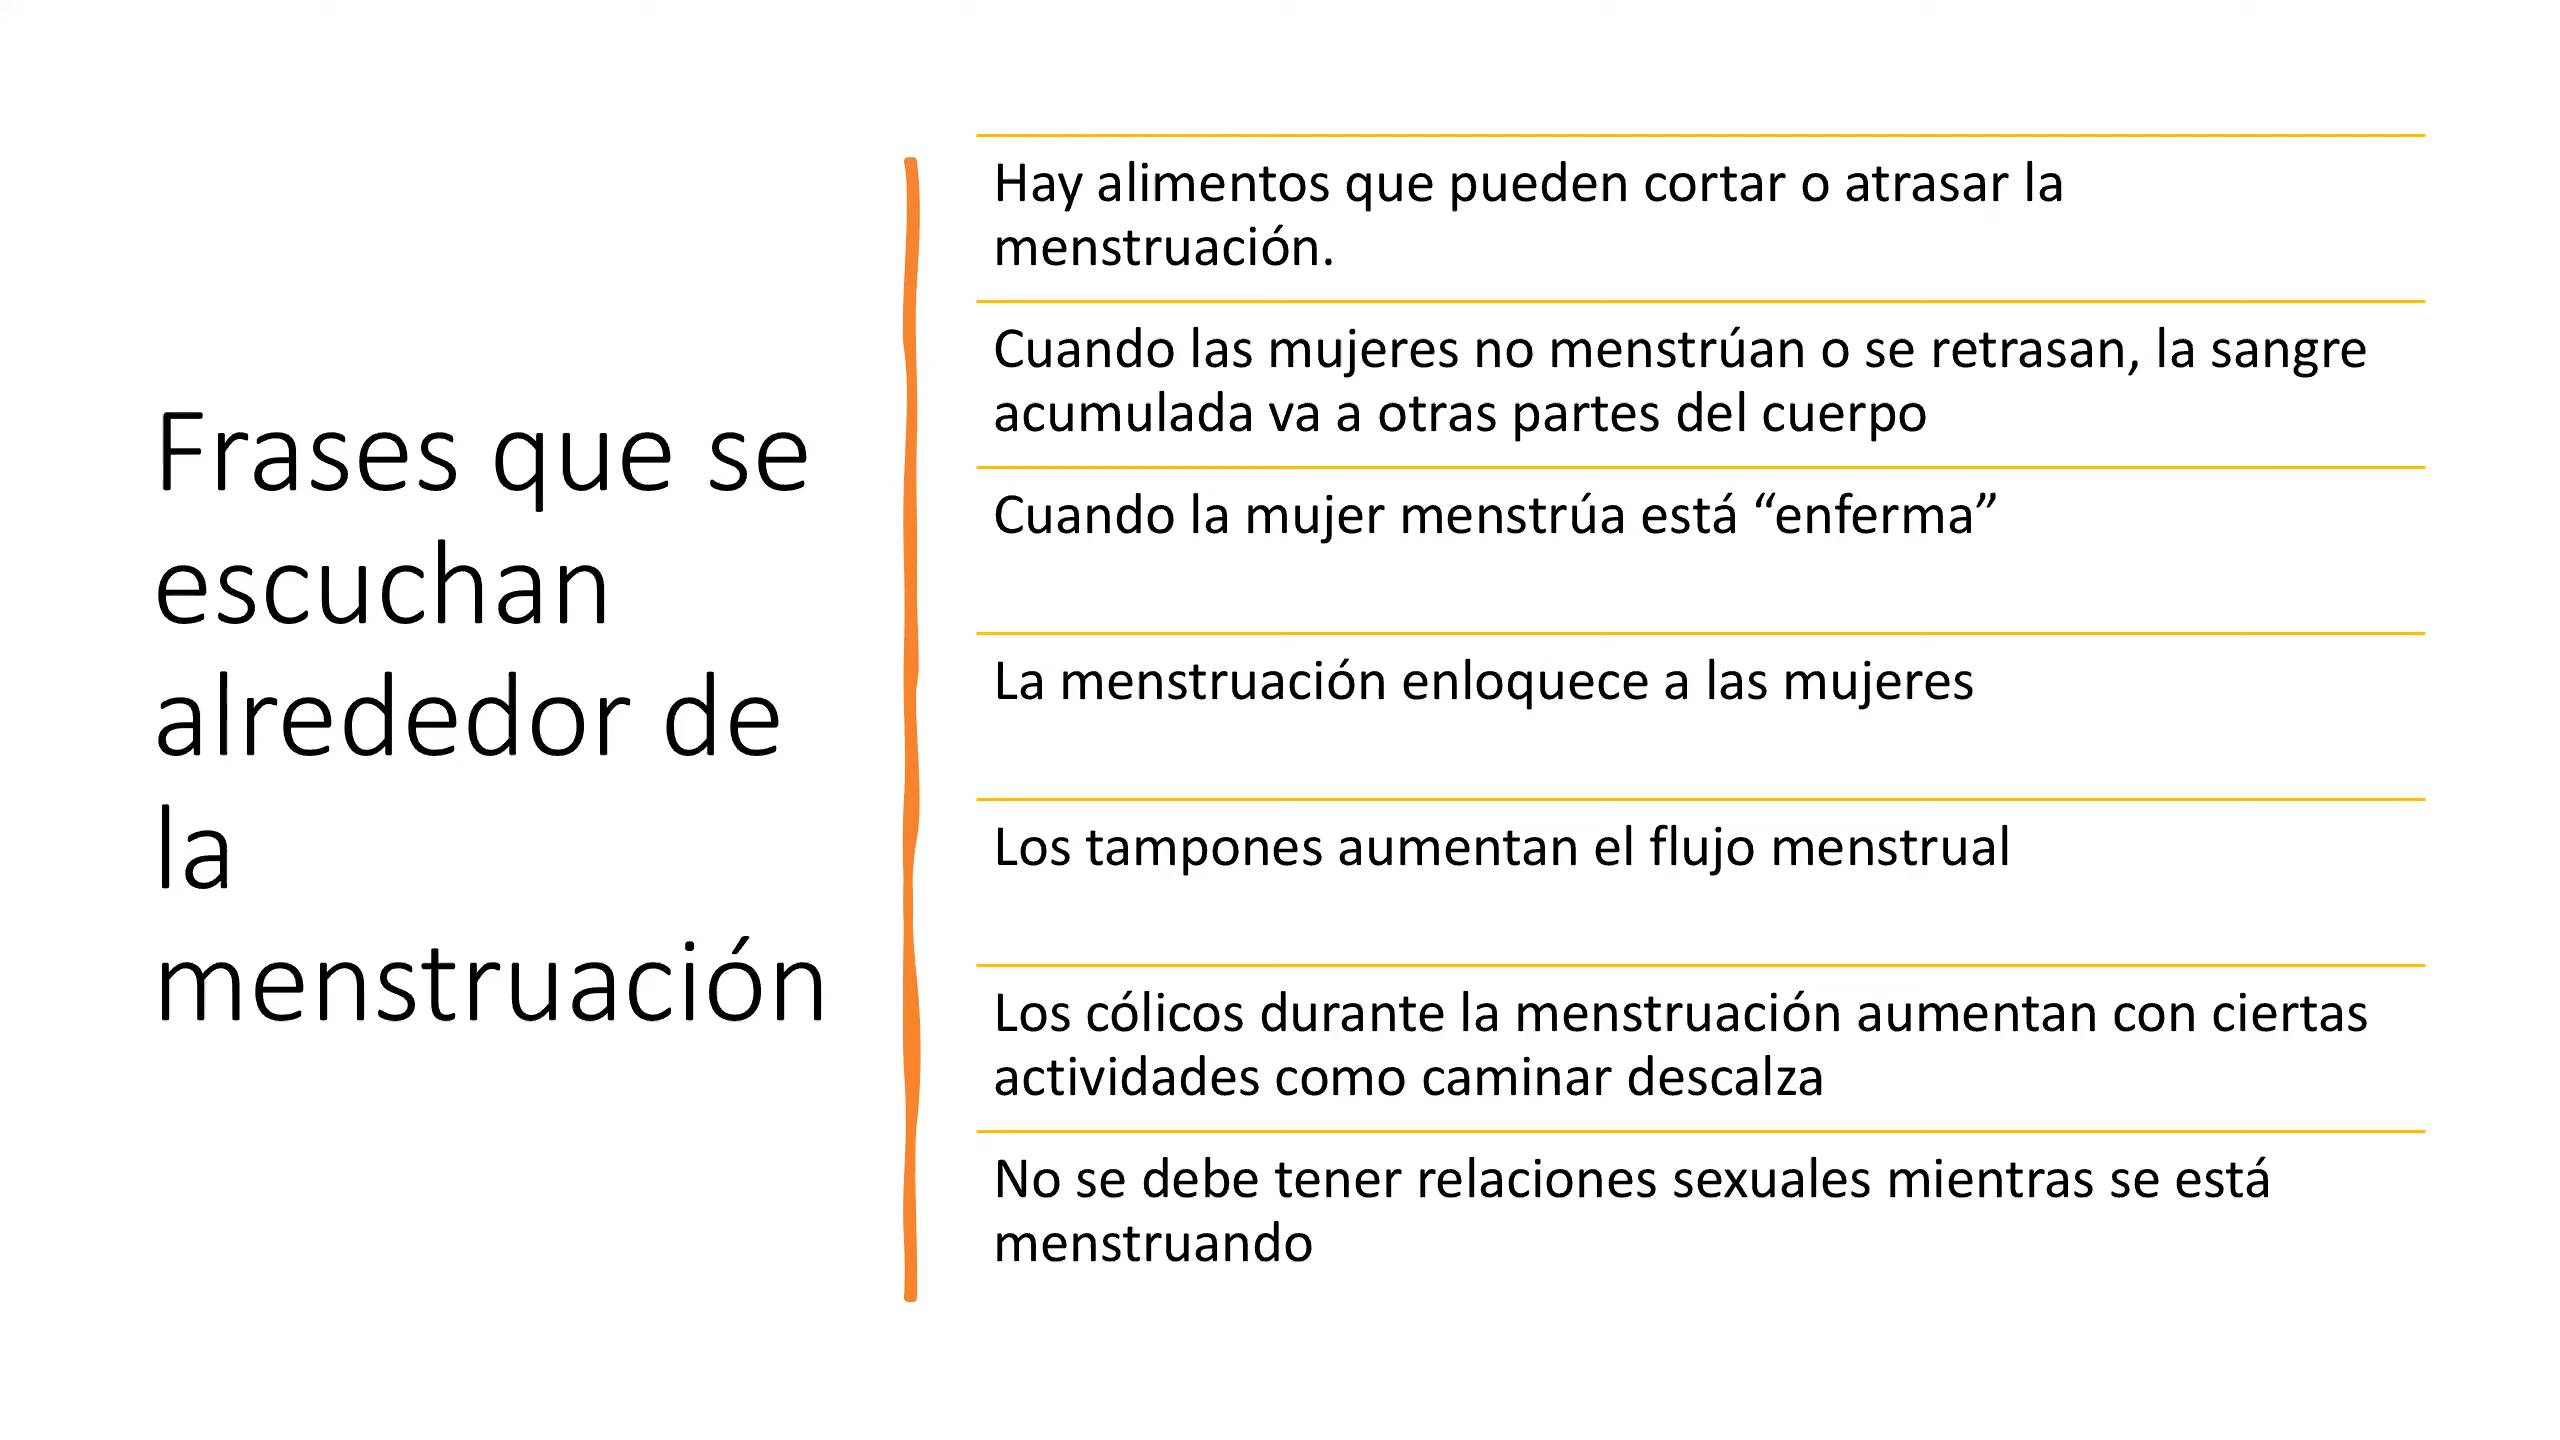 Frases que se
escuchan
alrededor de
la
menstruación
Hay alimentos que pueden cortar o atrasar la
menstruación.
Cuando las mujeres no menstrúan o se retrasan, la sangre
acumulada va a otras partes del cuerpo
Cuando la mujer menstrúa está “enferma”
La menstruación enloquece a las mujeres
Los tampones aumentan el flujo menstrual
Los cólicos durante la menstruación aumentan con ciertas
actividades como caminar descalza
No se debe tener relaciones sexuales mientras se está
menstruando